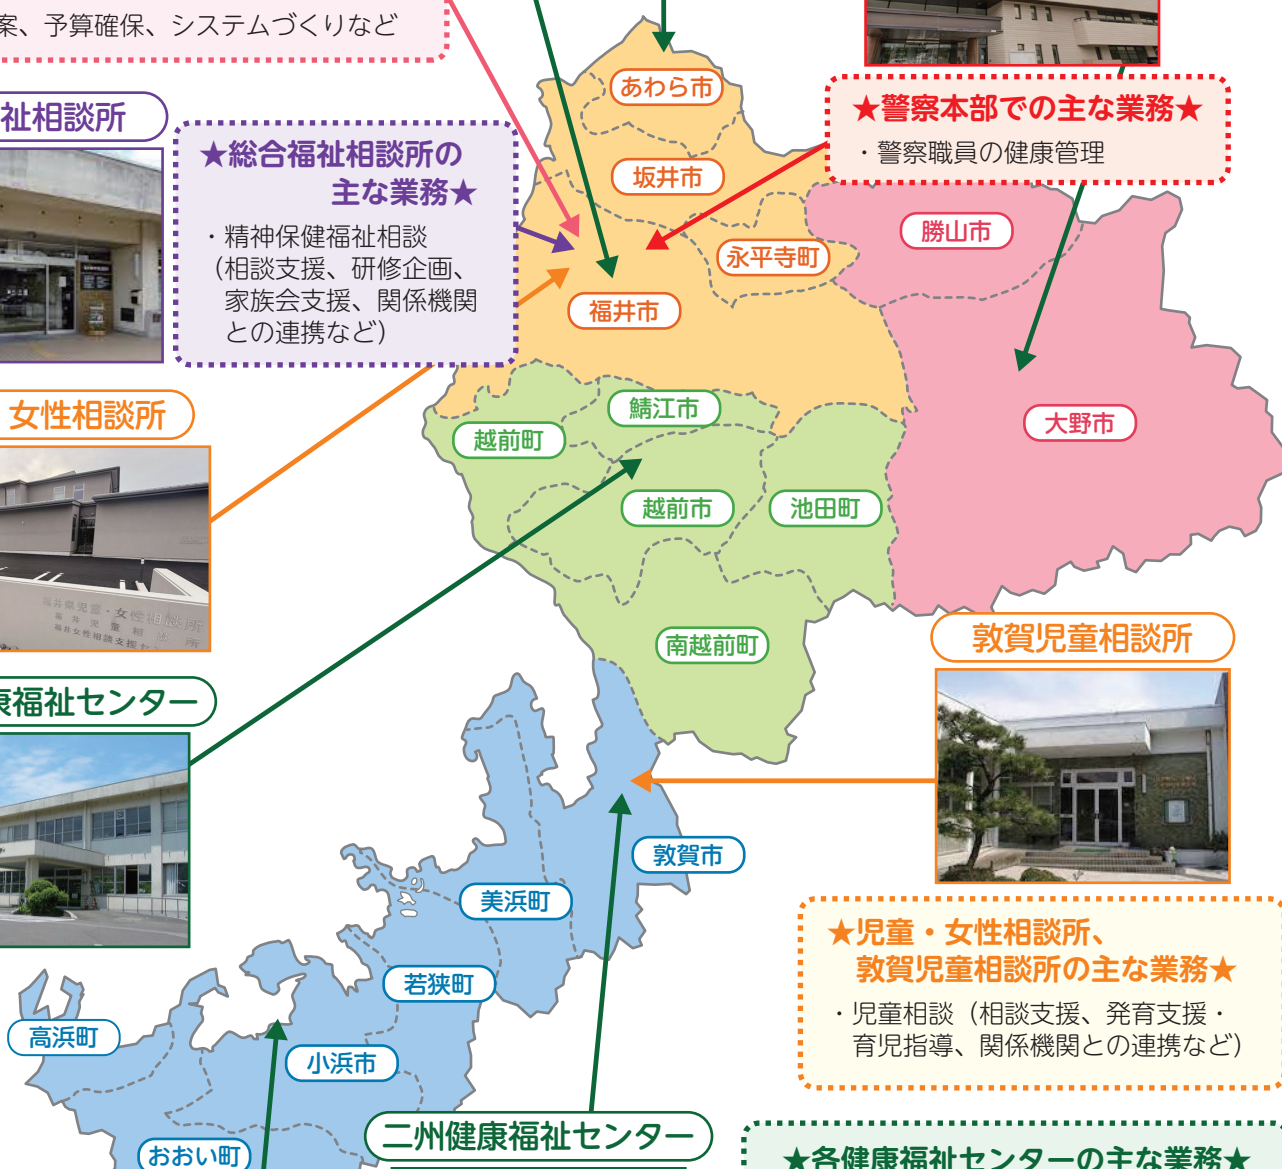 案、予算確保、システムづくりなど
祉相談所
★総合福祉相談所の
主な業務★
・精神保健福祉相談
（相談支援、研修企画、
家族会支援、関係機関
との連携など）
★警察本部での主な業務★
・警察職員の健康管理
あわら市
坂井市
永平寺町
勝山市
福井市
大野市
鯖江市
越前町
越前市
池田町
南越前町
女性相談所
福井県児童・女性相談所
康福祉センター
敦賀児童相談所
敦賀市
美浜町
若狭町
高浜町
小浜市
おおい町
★児童・女性相談所、
敦賀児童相談所の主な業務★
・児童相談（相談支援、発育支援・
育児指導、関係機関との連携など）
二州健康福祉センター
★各健康福祉センターの主な業務★